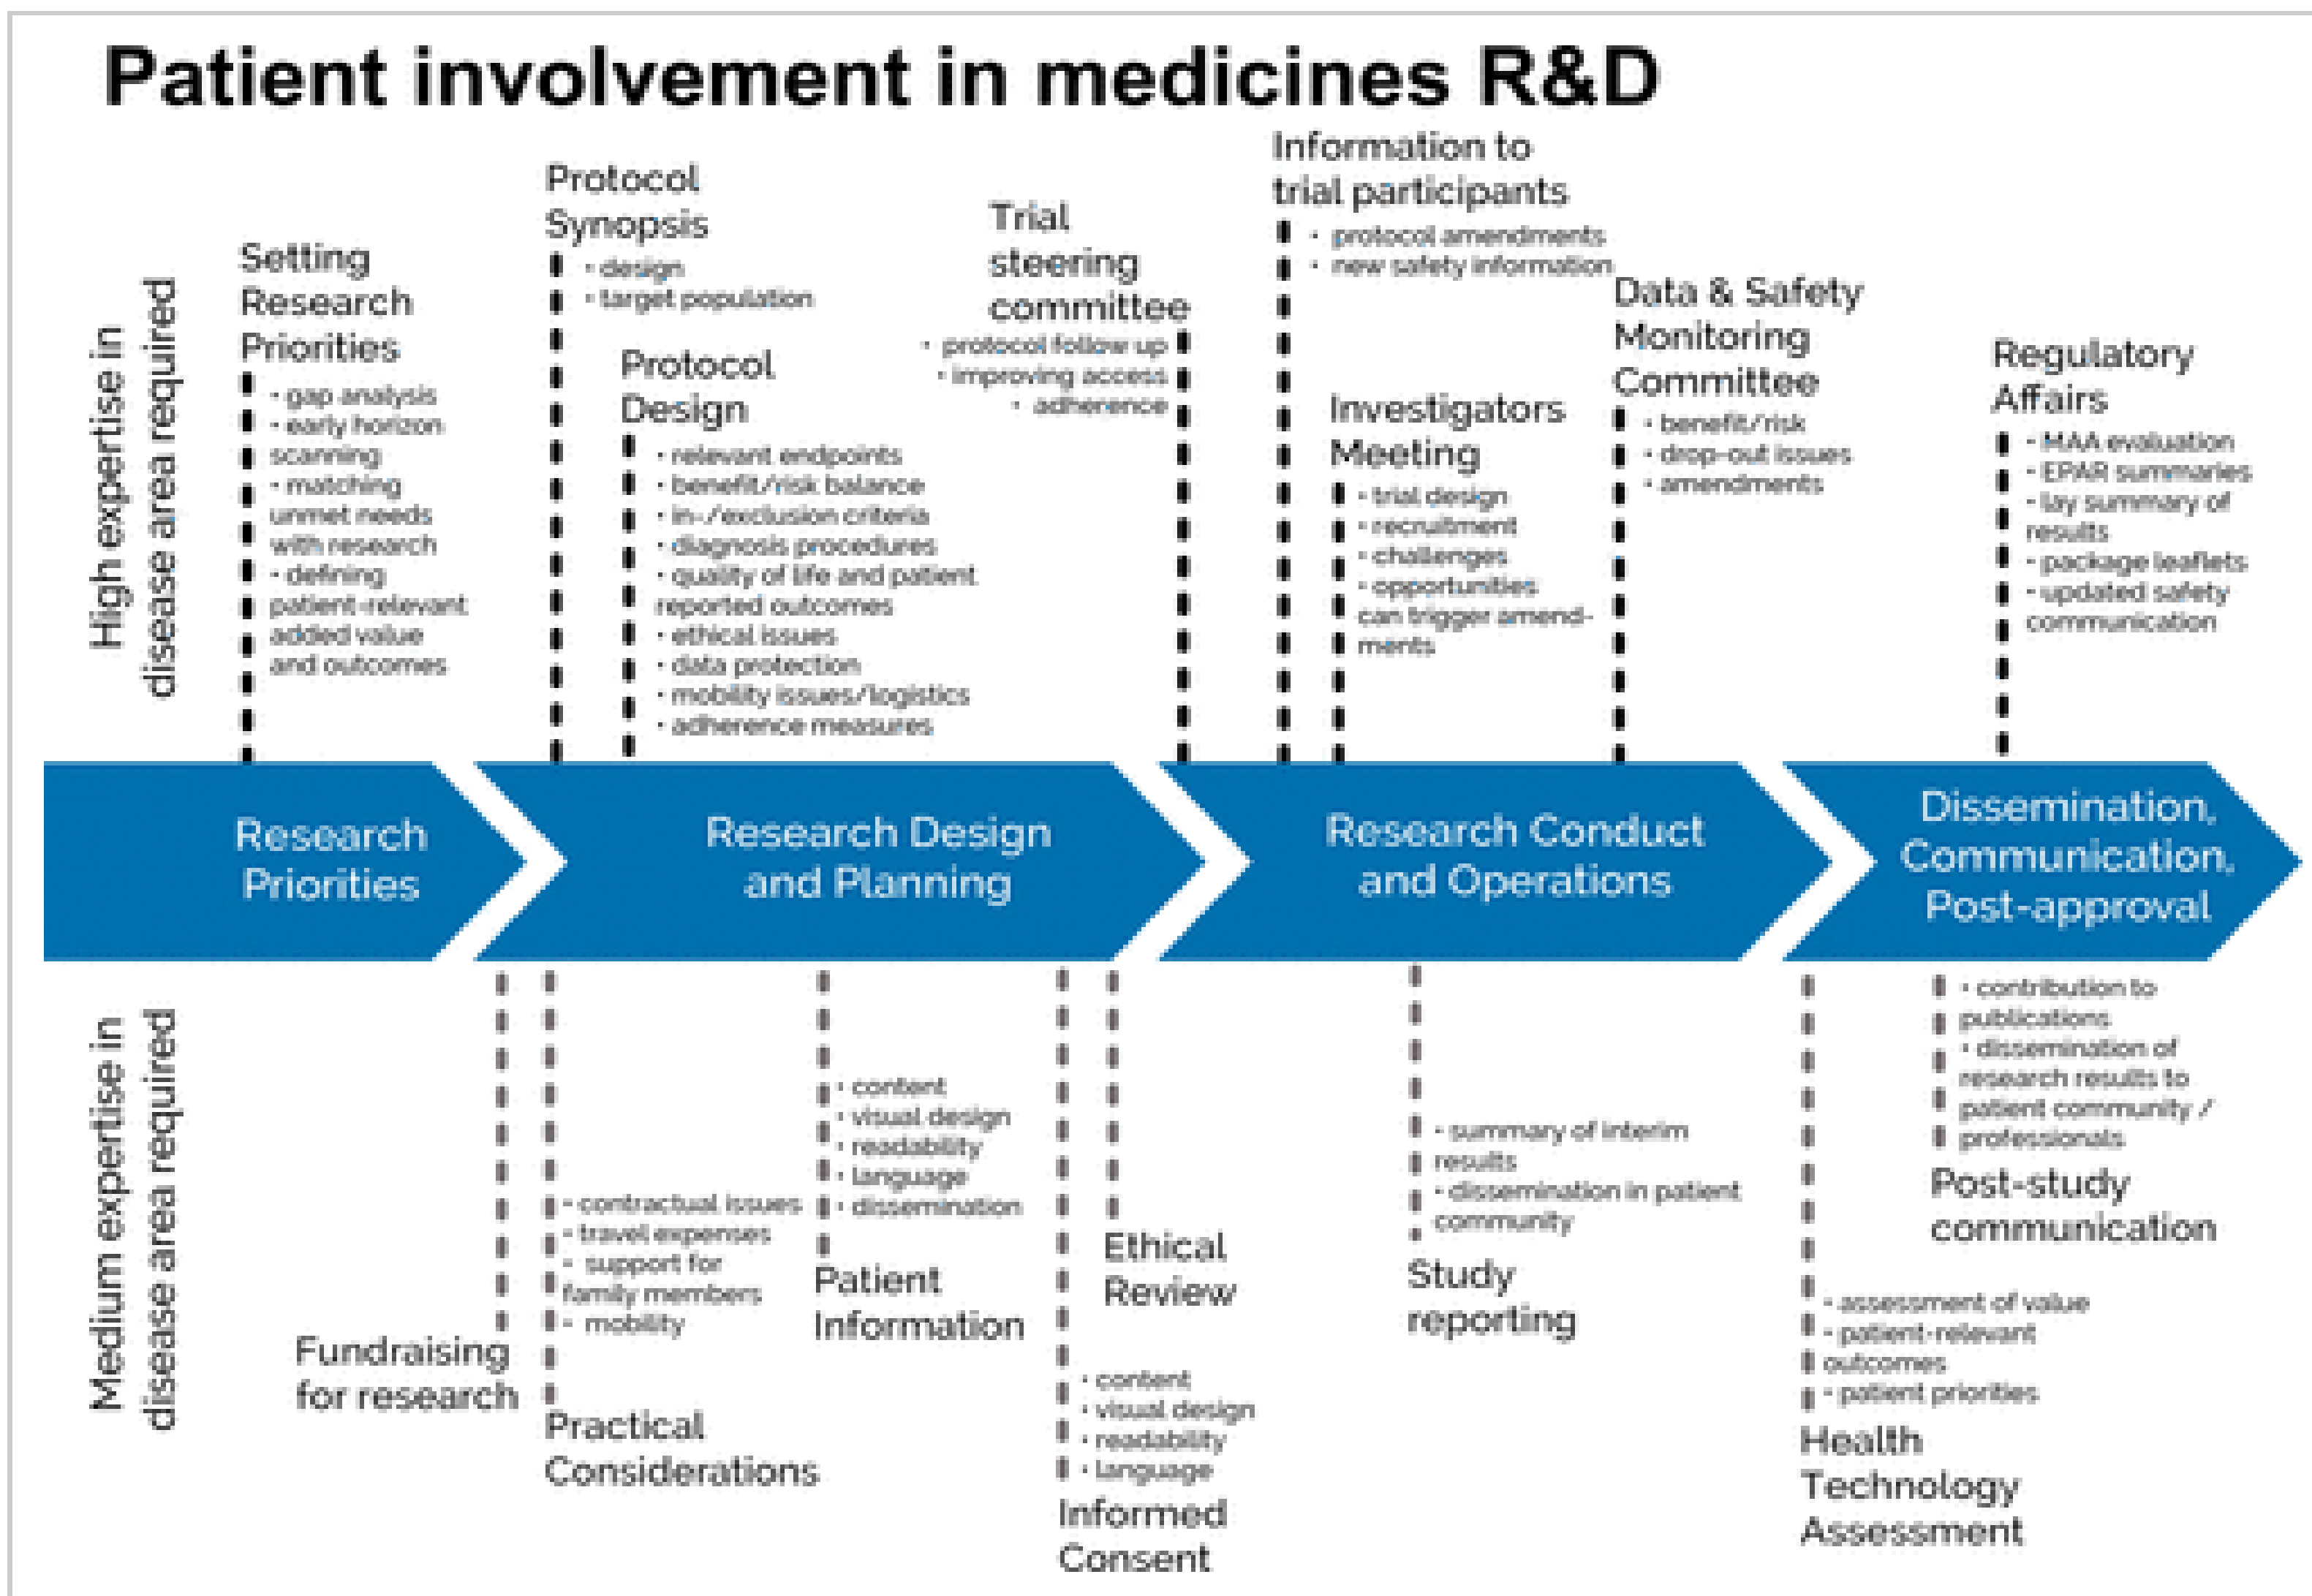 Patient involvement in medicines R&D
High expertise in
disease area required
Setting
Research
Priorities
• gap analysis
• early horizon
scanning
• matching
unmet needs
with research
• defining
patient-relevant
added value
and outcomes
Protocol
Synopsis
• design
• target population
Protocol
Design
• relevant endpoints
• benefit/risk balance
• in-/exclusion criteria
• diagnosis procedures
• quality of life and patient
reported outcomes
• ethical issues
• data protection
• mobility issues/logistics
• adherence measures
Trial
steering
committee
• protocol follow up
• improving access
• adherence
Information to
trial participants
• protocol amendments
• new safety information
Investigators
Meeting
• trial design
• recruitment
• challenges
• opportunities
can trigger amend-
ments
Data & Safety
Monitoring
Committee
• benefit/risk
• drop-out issues
• amendments
Regulatory
Affairs
• MAA evaluation
• EPAR summaries
• lay summary of
results
• package leaflets
• updated safety
communication
Research
Priorities
Research Design
and Planning
Research Conduct
and Operations
Dissemination,
Communication,
Post-approval
Medium expertise in
disease area required
Fundraising
for research
• contractual issues
• travel expenses
• support for
family members
• mobility
Practical
Considerations
• content
• visual design
• readability
• language
• dissemination
Patient
Information
Ethical
Review
• content
• visual design
• readability
• language
Informed
Consent
• summary of interim
results
• dissemination in patient
community
Study
reporting
• contribution to
publications
• dissemination of
research results to
patient community /
professionals
Post-study
communication
• assessment of value
• patient-relevant
outcomes
• patient priorities
Health
Technology
Assessment